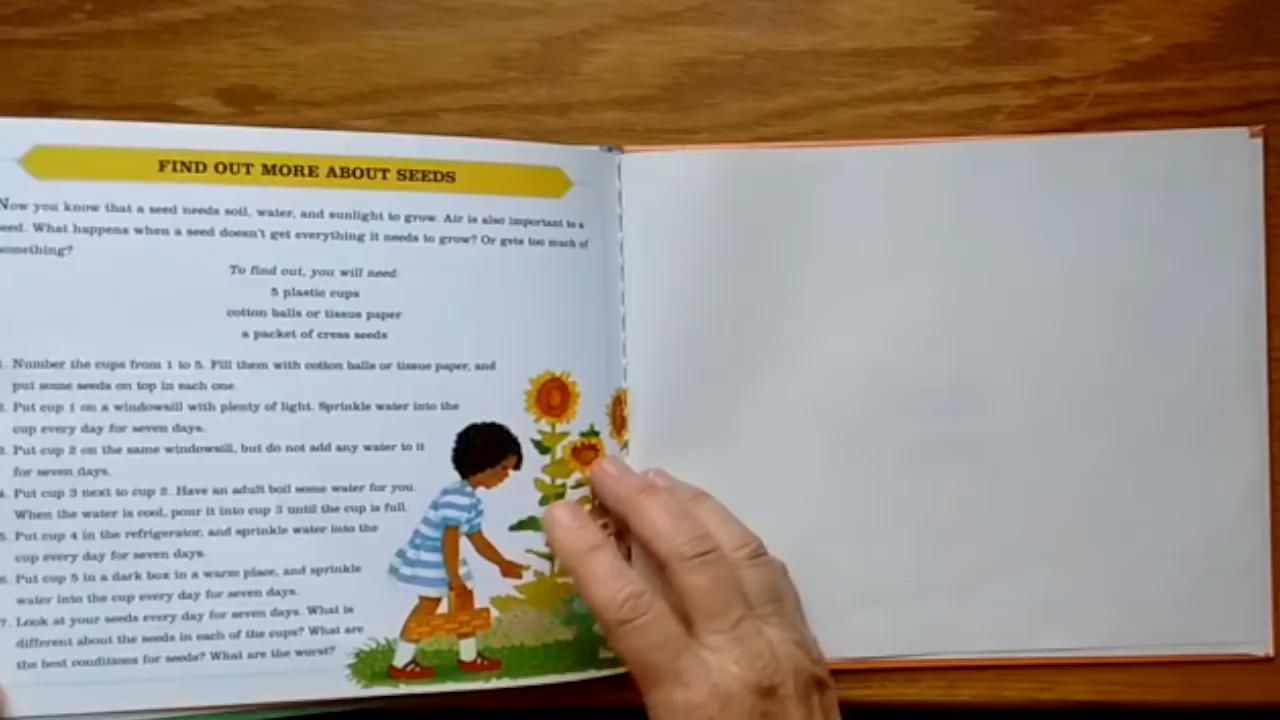 FIND OUT MORE ABOUT SEEDS
Now you know that a seed needs soil, water, and sunlight to grow. Air is also important to a
seed. What happens when a seed doesn't get everything it needs to grow? Or gets too much of
something?
To find out, you will need:
5 plastic cups
cotton balls or tissue paper
a packet of cress seeds
1. Number the cups from 1 to 5. Fill them with cotton balls or tissue paper, and
put some seeds on top in each one.
2. Put cup 1 on a windowsill with plenty of light. Sprinkle water into the
cup every day for seven days.
3. Put cup 2 on the same windowsill, but do not add any water to it
for seven days.
4. Put cup 3 next to cup 2. Have an adult boil some water for you.
When the water is cool, pour it into cup 3 until the cup is full.
5. Put cup 4 in the refrigerator, and sprinkle water into the
cup every day for seven days.
6. Put cup 5 in a dark box in a warm place, and sprinkle
water into the cup every day for seven days.
7. Look at your seeds every day for seven days. What is
different about the seeds in each of the cups? What are
the best conditions for seeds? What are the worst?